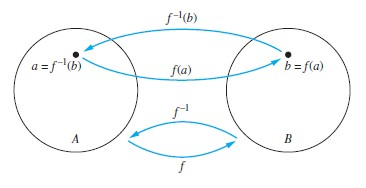 f⁻¹(b)
a = f⁻¹(b)
f(a)
b = f(a)
f⁻¹
A
B
f